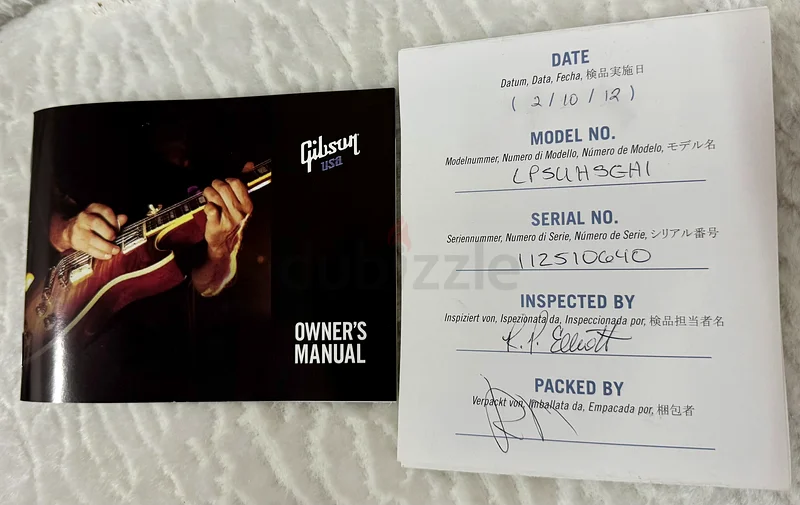 Gibson
USA
OWNER'S
MANUAL
DATE
Datum, Data, Fecha, 検品実施日
( 2 / 10 / 12 )
MODEL NO.
Modelnummer, Numero di Modello, Número de Modelo, モデル名
LPSUHSGH1
SERIAL NO.
Seriennummer, Numero di Serie, Número de Serie, シリアル番号
112510640
INSPECTED BY
Inspiziert von, Ispezionata da, Inspeccionada por, 検品担当者名
R. P. Elliott
PACKED BY
Verpackt von, Imballata da, Empacada por, 梱包者
dubizzle